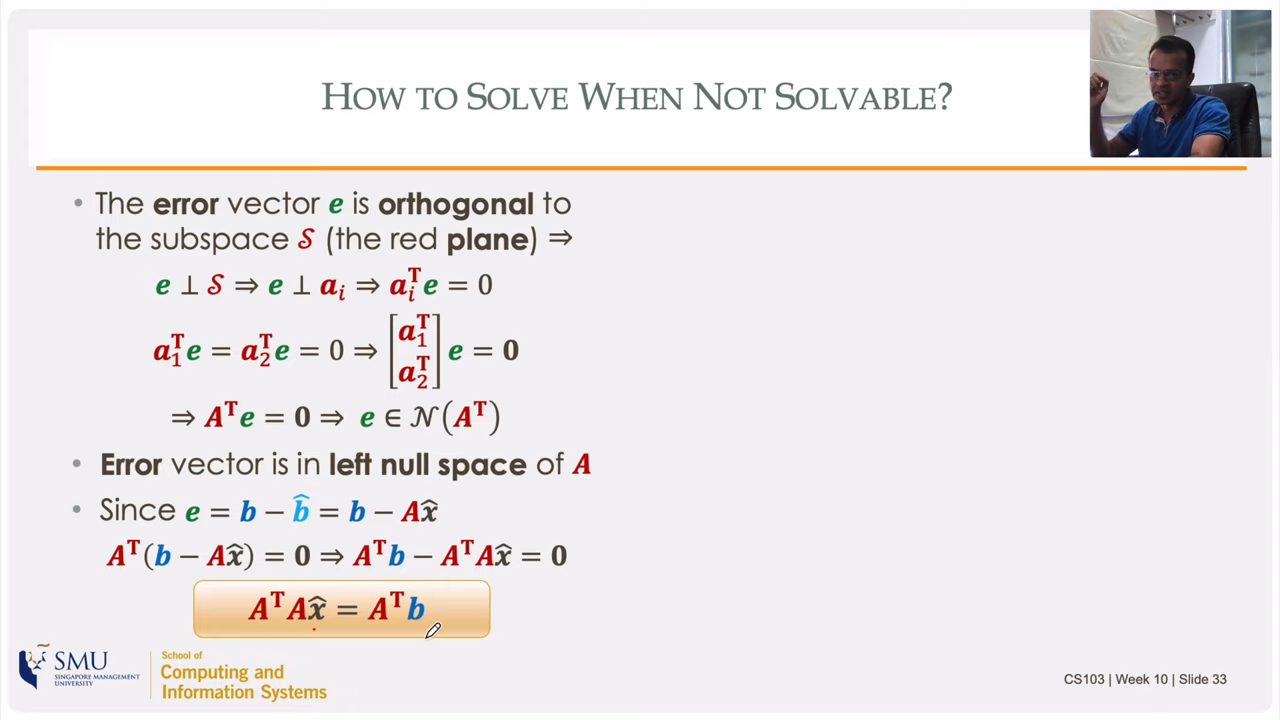 HOW TO SOLVE WHEN NOT SOLVABLE?
• The error vector e is orthogonal to
the subspace 𝒮 (the red plane) ⇒
e ⊥ 𝒮 ⇒ e ⊥ aᵢ ⇒ aᵢᵀe = 0
a₁ᵀe = a₂ᵀe = 0 ⇒ [a₁ᵀ; a₂ᵀ] e = 0
⇒ Aᵀe = 0 ⇒ e ∈ 𝒩(Aᵀ)
• Error vector is in left null space of A
• Since e = b − b̂ = b − Ax̂
Aᵀ(b − Ax̂) = 0 ⇒ Aᵀb − AᵀAx̂ = 0
AᵀAx̂ = Aᵀb
SMU
SINGAPORE MANAGEMENT
UNIVERSITY
School of
Computing and
Information Systems
CS103 | Week 10 | Slide 33